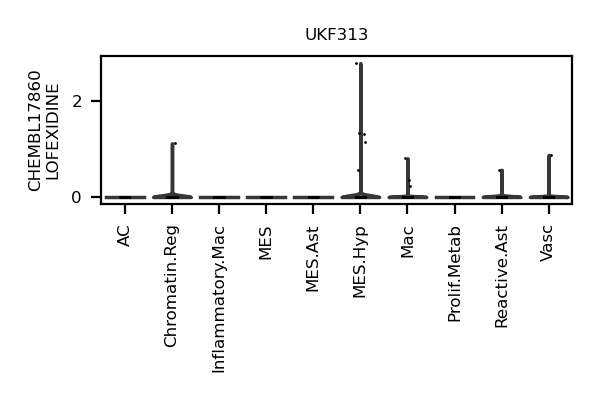 UKF313
CHEMBL17860
LOFEXIDINE
2
0
AC
Chromatin.Reg
Inflammatory.Mac
MES
MES.Ast
MES.Hyp
Mac
Prolif.Metab
Reactive.Ast
Vasc